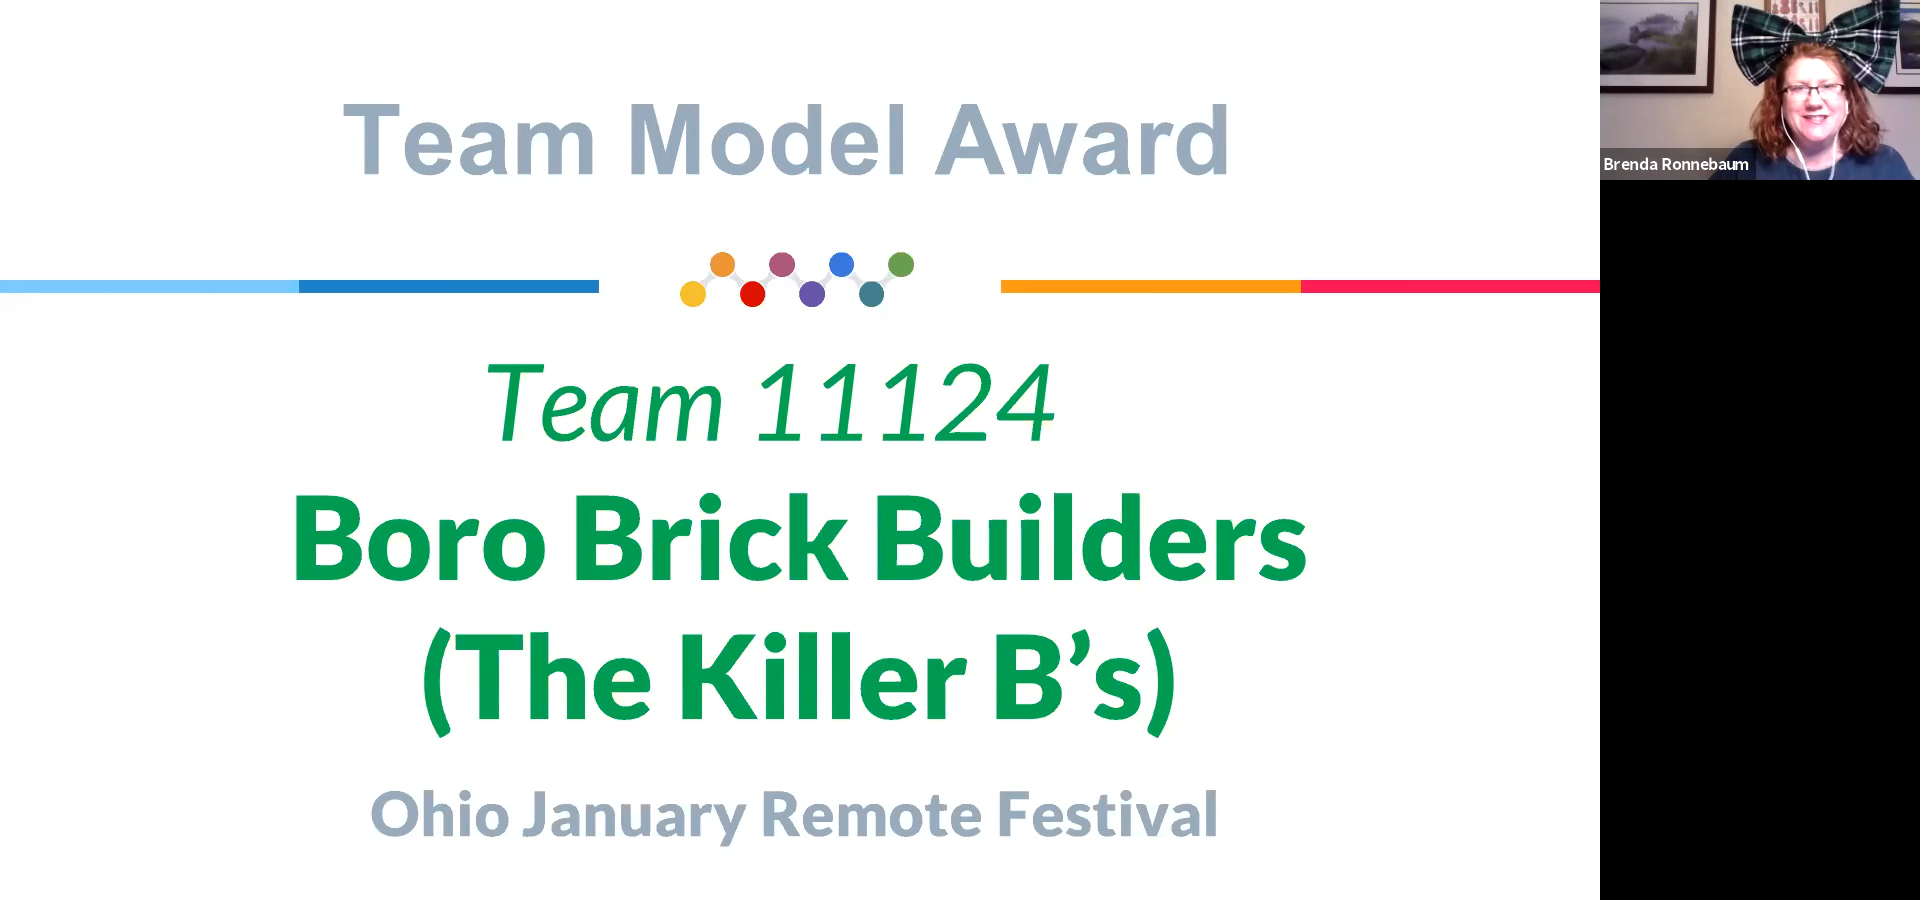 Team Model Award
Team 11124
Boro Brick Builders
(The Killer B’s)
Ohio January Remote Festival
Brenda Ronnebaum